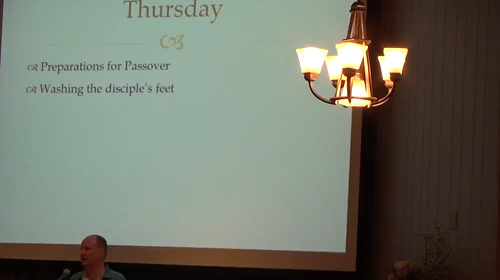 Thursday
Preparations for Passover
Washing the disciple's feet